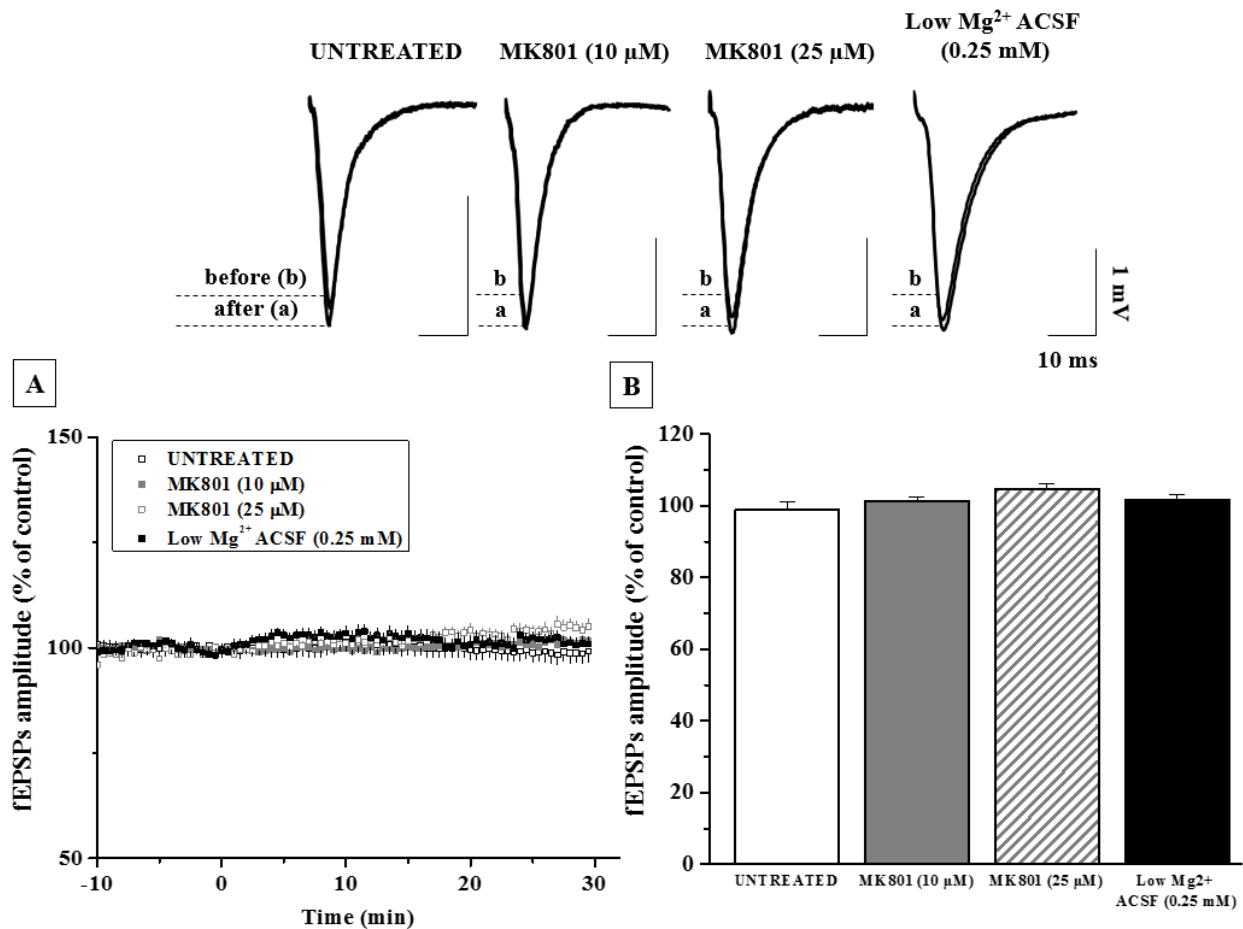 Low Mg²⁺ ACSF
UNTREATED MK801 (10 µM) MK801 (25 µM) (0.25 mM)
before (b) b b b
after (a) a a a
1 mV
10 ms
A
B
fEPSPs amplitude (% of control)
150
100
50
UNTREATED
MK801 (10 µM)
MK801 (25 µM)
Low Mg²⁺ ACSF (0.25 mM)
-10 0 10 20 30
Time (min)
fEPSPs amplitude (% of control)
120
100
80
60
40
20
0
UNTREATED MK801 (10 µM) MK801 (25 µM) Low Mg2+
ACSF (0.25 mM)